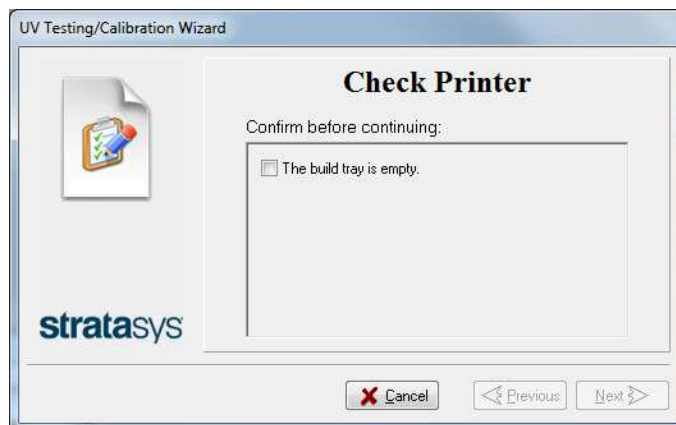 UV Testing/Calibration Wizard
Check Printer
Confirm before continuing:
The build tray is empty.
stratasys
Cancel
Previous
Next